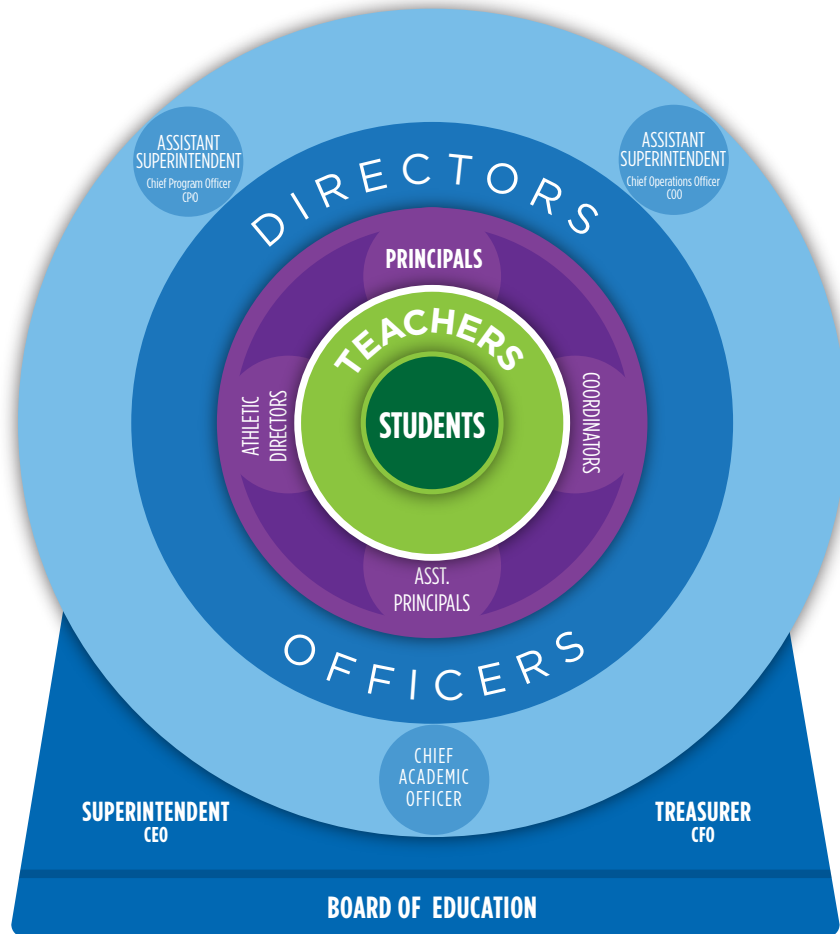 ASSISTANT
SUPERINTENDENT
Chief Program Officer
CPO
ASSISTANT
SUPERINTENDENT
Chief Operations Officer
COO
DIRECTORS
PRINCIPALS
TEACHERS
ATHLETIC
DIRECTORS
STUDENTS
COORDINATORS
ASST.
PRINCIPALS
OFFICERS
CHIEF
ACADEMIC
OFFICER
SUPERINTENDENT
CEO
TREASURER
CFO
BOARD OF EDUCATION